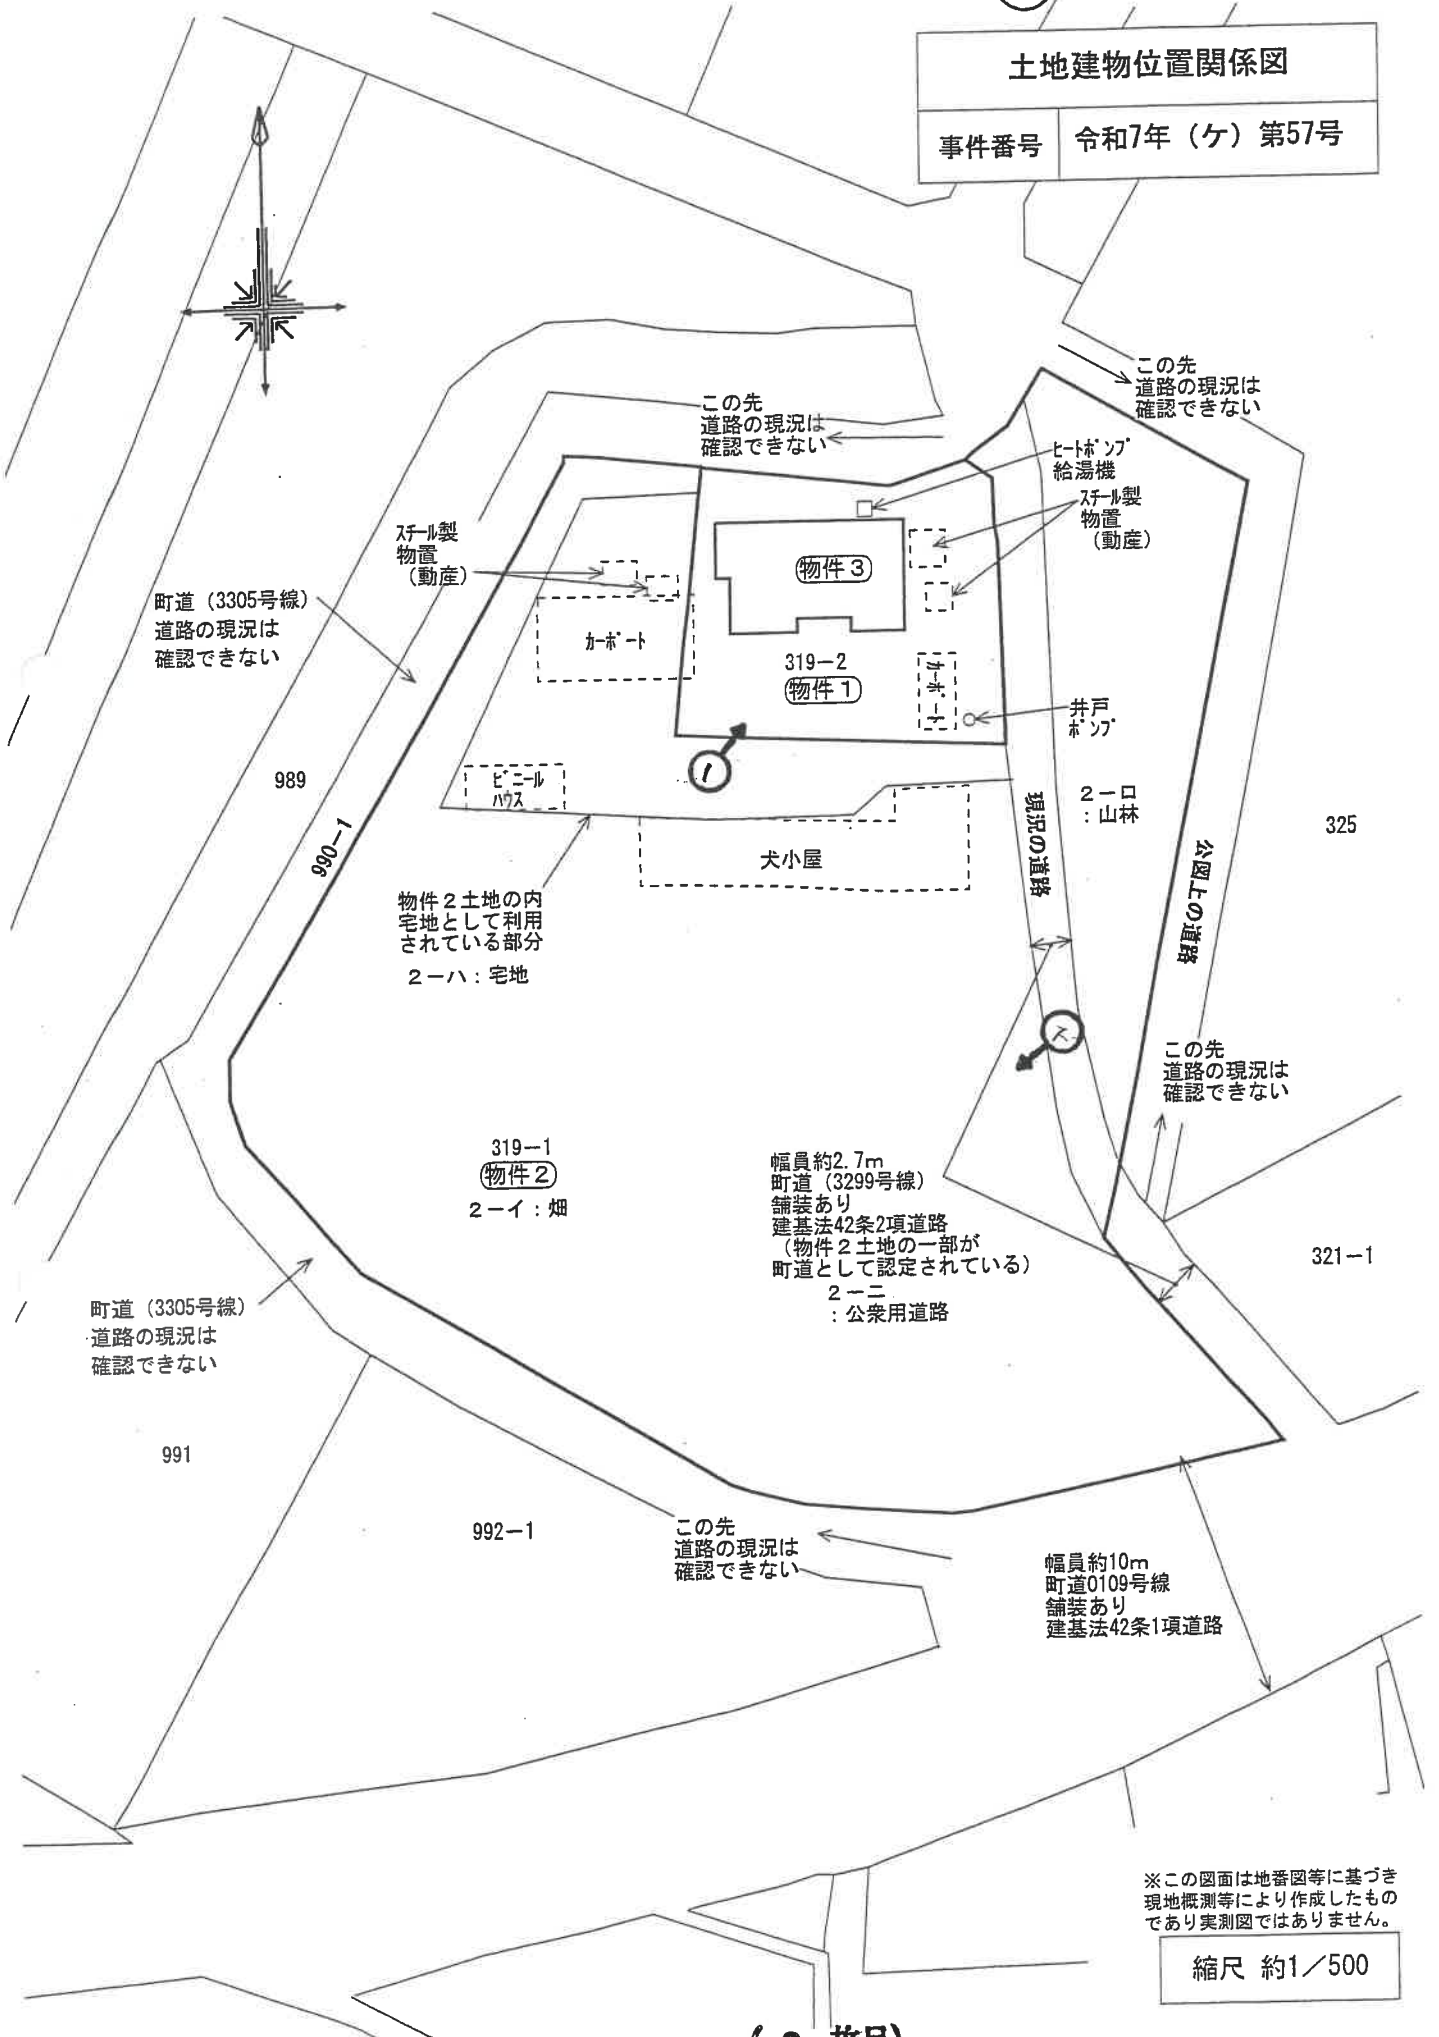 土地建物位置関係図
事件番号
令和7年（ケ）第57号
この先
道路の現況は
確認できない
この先
道路の現況は
確認できない
ﾋｰﾄﾎﾟﾝﾌﾟ
給湯機
ｽﾁｰﾙ製
物置
（動産）
ｽﾁｰﾙ製
物置
（動産）
物件3
町道（3305号線）
道路の現況は
確認できない
ｶｰﾎﾟｰﾄ
319－2
物件1
ｶｰﾎﾟｰﾄ
井戸
ﾎﾟﾝﾌﾟ
1
989
ﾋﾞﾆｰﾙ
ﾊｳｽ
2－ロ
：山林
現況の道路
325
990－1
犬小屋
公図上の道路
物件2土地の内
宅地として利用
されている部分
2－ハ：宅地
2
この先
道路の現況は
確認できない
319－1
物件2
2－イ：畑
幅員約2.7m
町道（3299号線）
舗装あり
建基法42条2項道路
（物件2土地の一部が
町道として認定されている）
2－ニ
：公衆用道路
321－1
町道（3305号線）
道路の現況は
確認できない
991
992－1
この先
道路の現況は
確認できない
幅員約10m
町道0109号線
舗装あり
建基法42条1項道路
※この図面は地番図等に基づき
現地概測等により作成したもの
であり実測図ではありません。
縮尺 約1／500